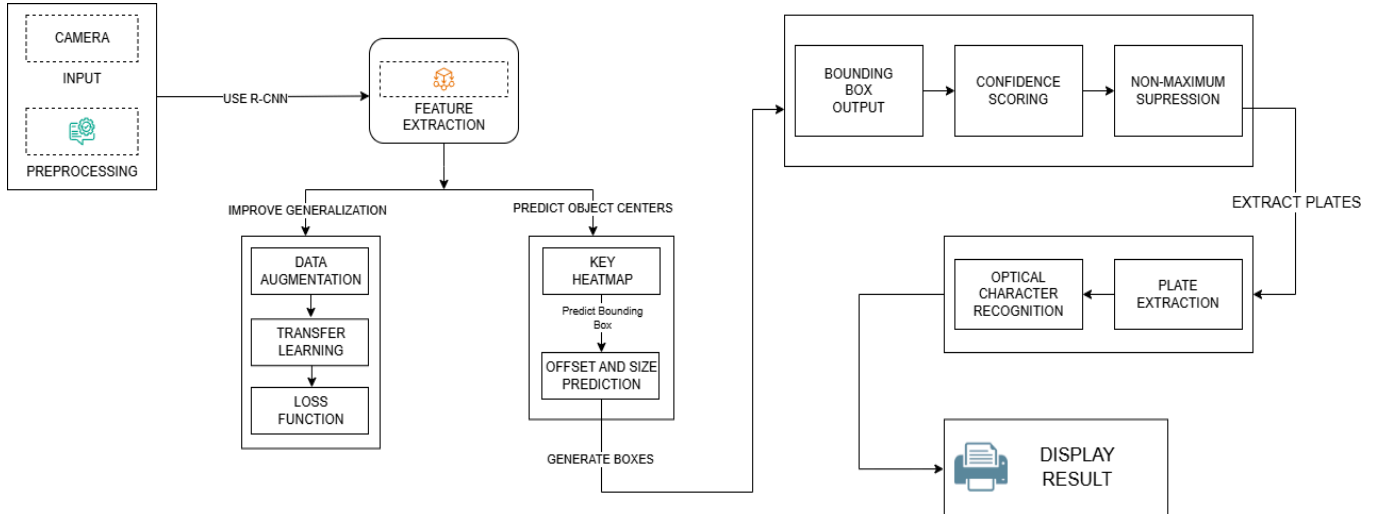 CAMERA
INPUT
PREPROCESSING
USE R-CNN
FEATURE
EXTRACTION
IMPROVE GENERALIZATION
DATA
AUGMENTATION
TRANSFER
LEARNING
LOSS
FUNCTION
PREDICT OBJECT CENTERS
KEY
HEATMAP
Predict Bounding
Box
OFFSET AND SIZE
PREDICTION
GENERATE BOXES
BOUNDING
BOX
OUTPUT
CONFIDENCE
SCORING
NON-MAXIMUM
SUPRESSION
EXTRACT PLATES
PLATE
EXTRACTION
OPTICAL
CHARACTER
RECOGNITION
DISPLAY
RESULT